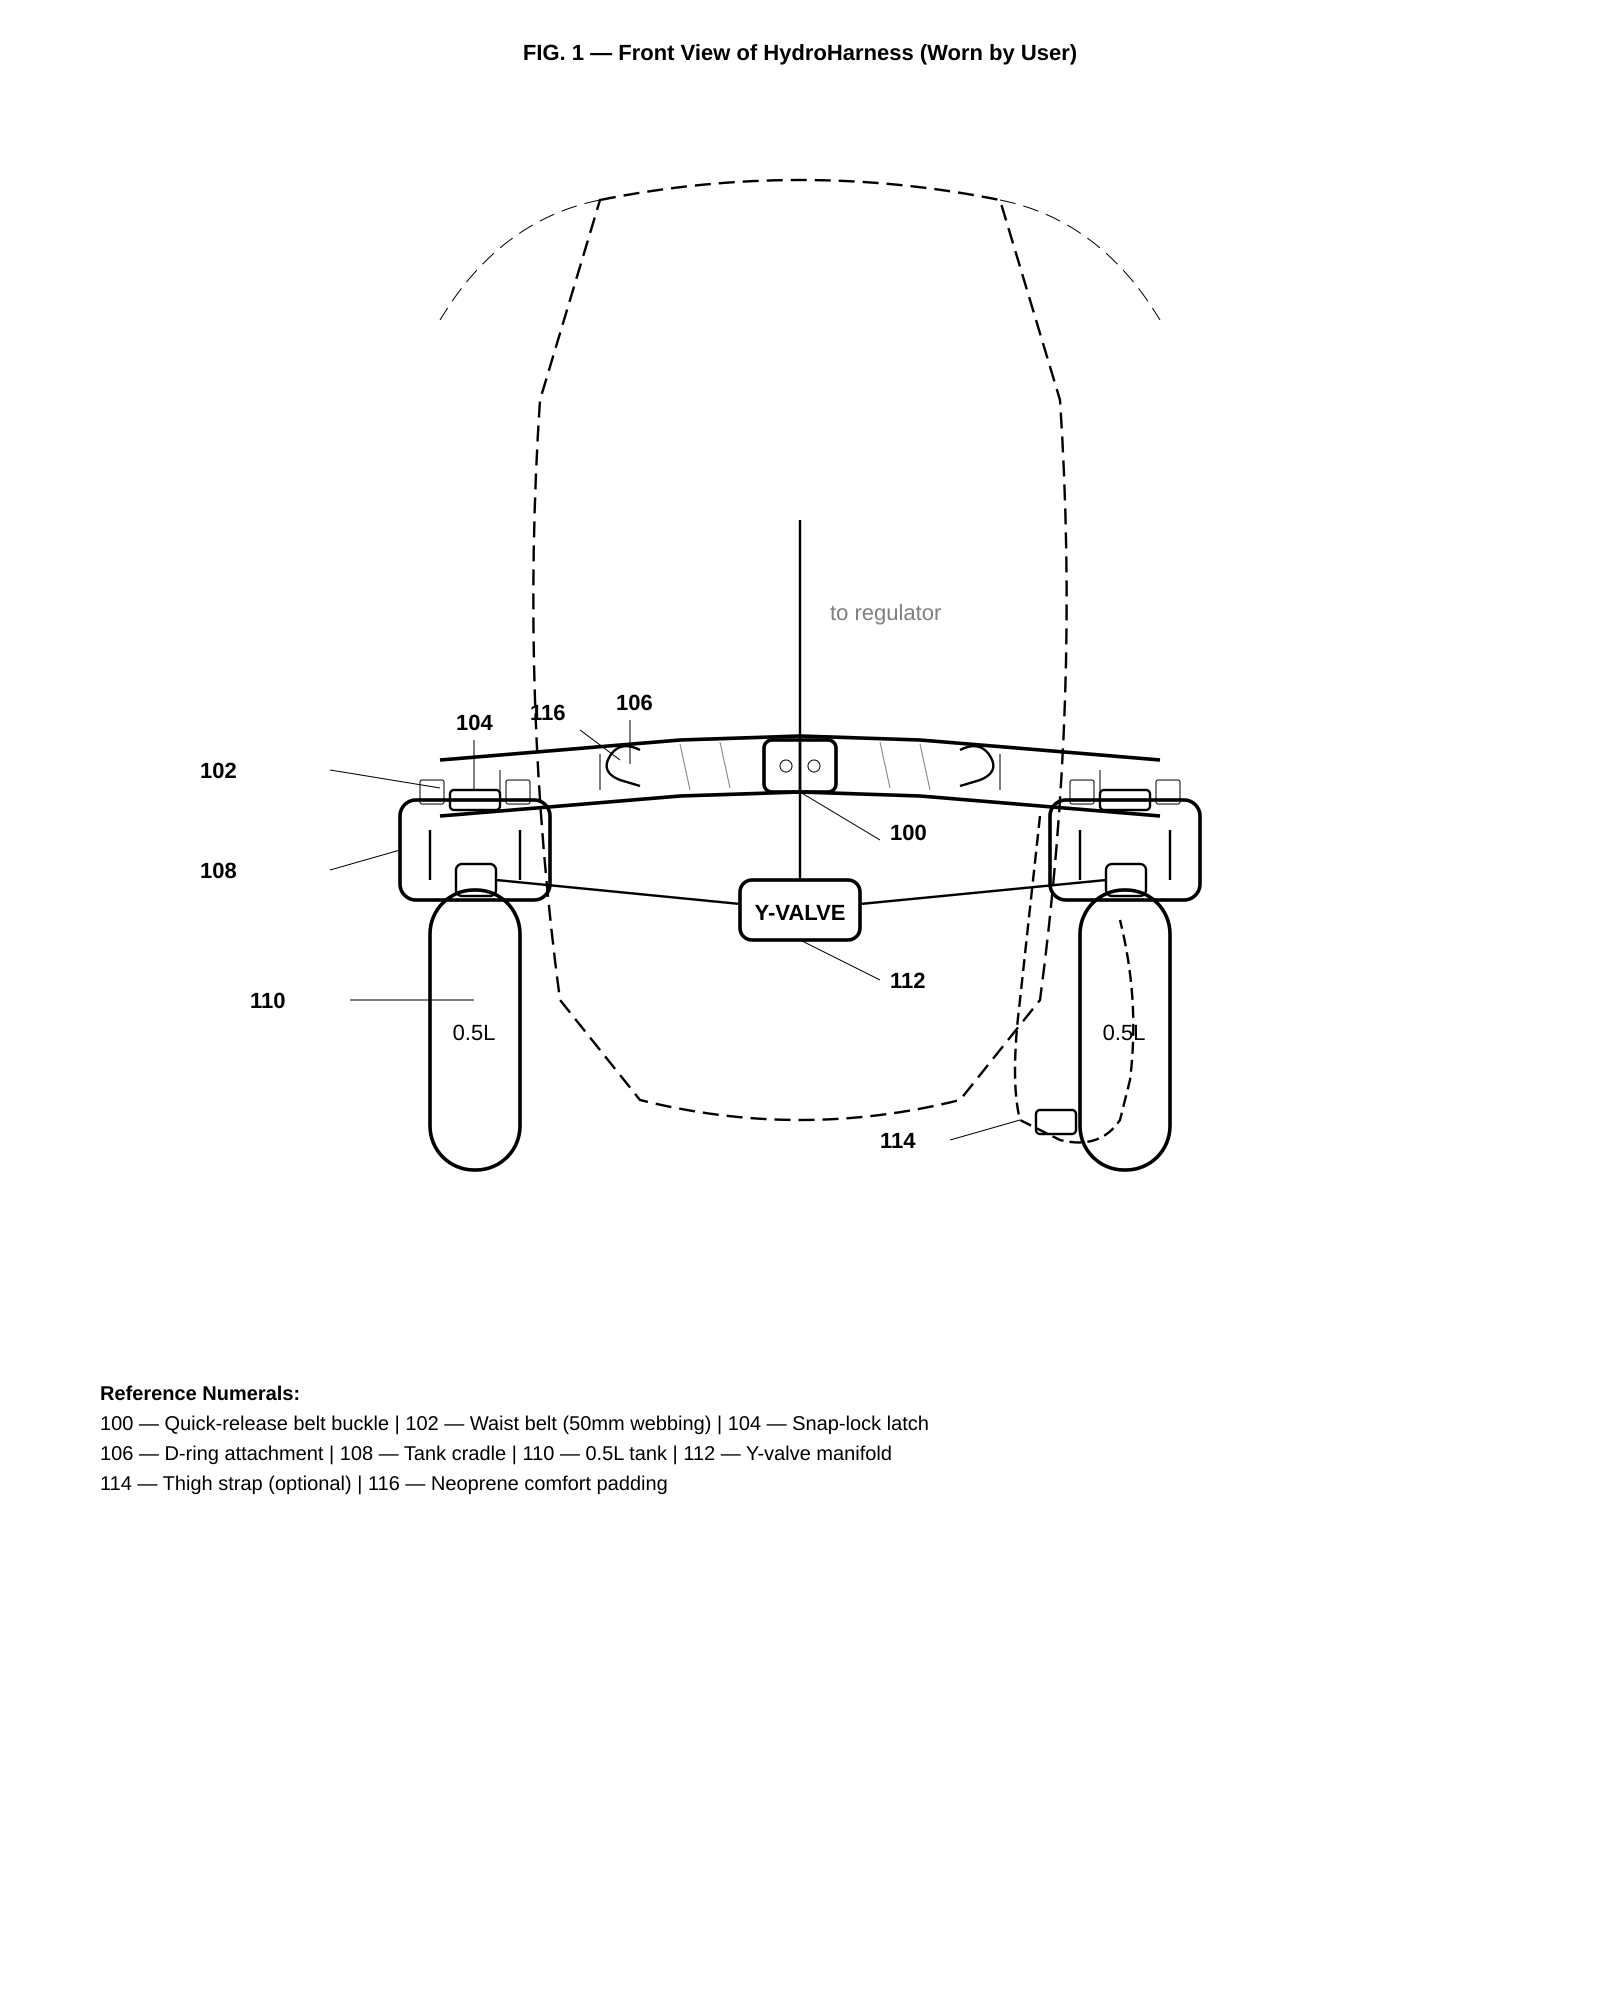 FIG. 1 — Front View of HydroHarness (Worn by User)
to regulator
106
116
104
102
100
108
Y-VALVE
112
110
0.5L
0.5L
114
Reference Numerals:
100 — Quick-release belt buckle | 102 — Waist belt (50mm webbing) | 104 — Snap-lock latch
106 — D-ring attachment | 108 — Tank cradle | 110 — 0.5L tank | 112 — Y-valve manifold
114 — Thigh strap (optional) | 116 — Neoprene comfort padding